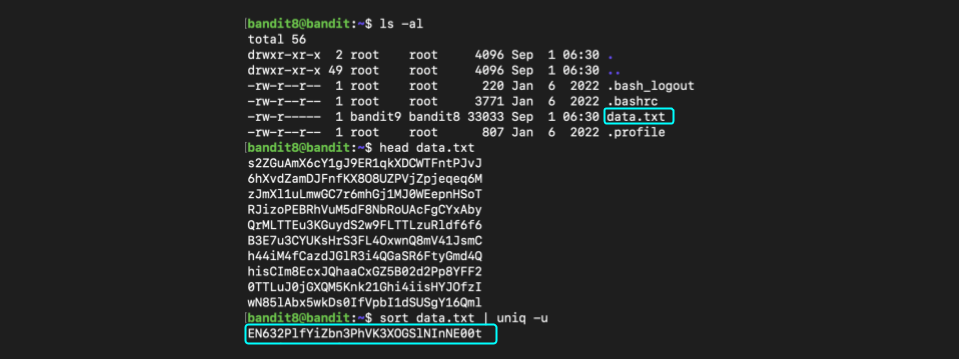 bandit8@bandit:~$ ls -al
total 56
drwxr-xr-x 2 root root 4096 Sep 1 06:30 .
drwxr-xr-x 49 root root 4096 Sep 1 06:30 ..
-rw-r--r-- 1 root root 220 Jan 6 2022 .bash_logout
-rw-r--r-- 1 root root 3771 Jan 6 2022 .bashrc
-rw-r----- 1 bandit9 bandit8 33033 Sep 1 06:30 data.txt
-rw-r--r-- 1 root root 807 Jan 6 2022 .profile
bandit8@bandit:~$ head data.txt
s2ZGuAmX6cY1gJ9ER1qkXDCWTFntPJvJ
6hXvdZamDJFnfKX8O8UZPVjZpjeqeq6M
zJmXl1uLmwGC7r6mhGj1MJ0WEepnHSoT
RJizoPEBRhVuM5dF8NbRoUAcFgCYxAby
QrMLTTEu3KGuydS2w9FLTTLzuRldf6f6
B3E7u3CYUKsHrS3FL4OxwnQ8mV41JsmC
h44iM4fCazdJGlR3i4QGaSR6FtyGmd4Q
hisCIm8EcxJQhaaCxGZ5B02d2Pp8YFF2
0TTLuJ0jGXQM5Knk21Ghi4iisHYJOfzI
wN85lAbx5wkDs0IfVpbI1dSUSgY16Qml
bandit8@bandit:~$ sort data.txt | uniq -u
EN632PlfYiZbn3PhVK3XOGSlNInNE00t